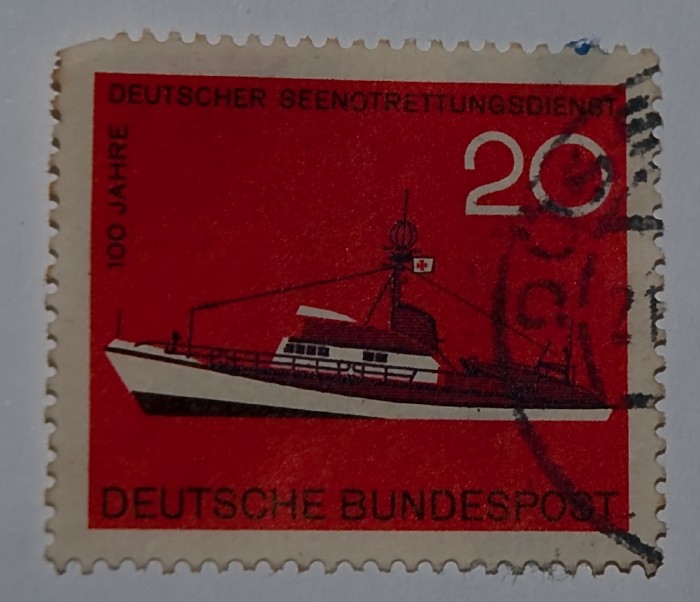 DEUTSCHER SEENOTRETTUNGSDIENST
100 JAHRE
20
DEUTSCHE BUNDESPOST